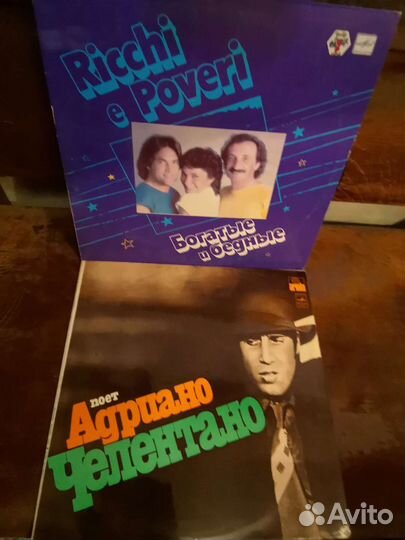 Ricchi
e Poveri
Богатые
и бедные
поет
Адриано
Челентано
Avito